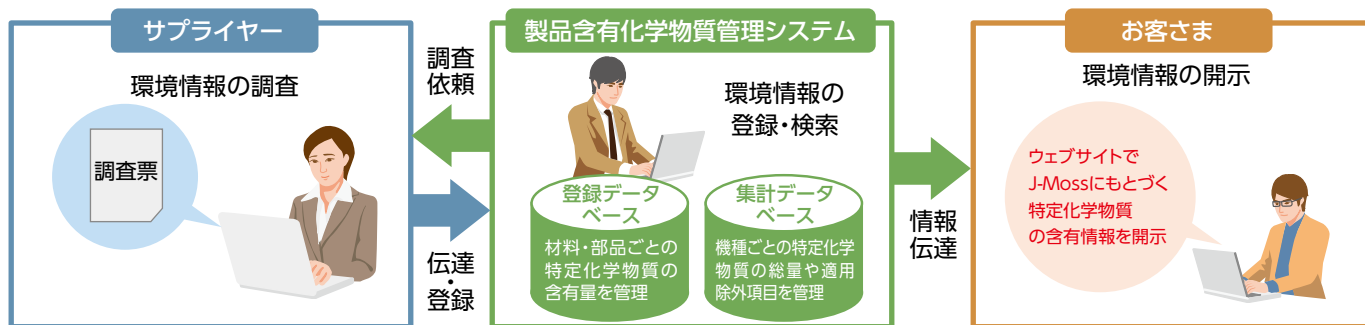 サプライヤー
環境情報の調査
調査票
調査
依頼
伝達・
登録
製品含有化学物質管理システム
環境情報の
登録・検索
登録データ
ベース
材料・部品ごとの
特定化学物質の
含有量を管理
集計データ
ベース
機種ごとの特定化学
物質の総量や適用
除外項目を管理
情報
伝達
お客さま
環境情報の開示
ウェブサイトで
J-Mossにもとづく
特定化学物質
の含有情報を開示